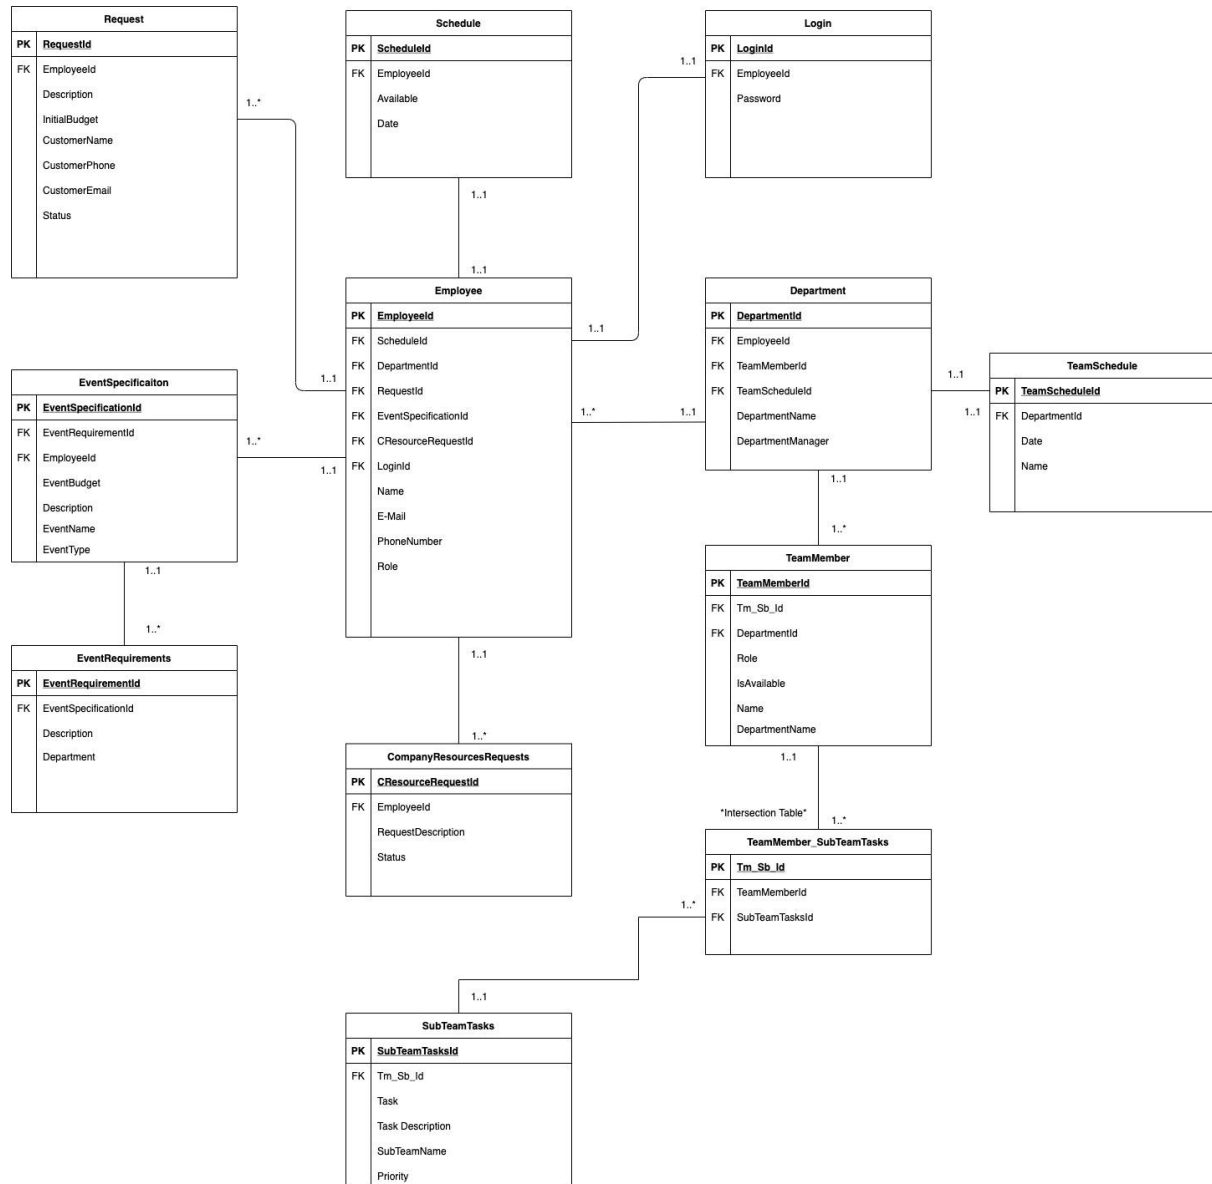 Request
PK RequestId
FK EmployeeId
Description
InitialBudget
CustomerName
CustomerPhone
CustomerEmail
Status
1..*
1..1
Schedule
PK ScheduleId
FK EmployeeId
Available
Date
1..1
1..1
Login
PK LoginId
FK EmployeeId
Password
1..1
1..1
Employee
PK EmployeeId
FK ScheduleId
FK DepartmentId
FK RequestId
FK EventSpecificationId
FK CResourceRequestId
FK LoginId
Name
E-Mail
PhoneNumber
Role
1..*
1..1
Department
PK DepartmentId
FK EmployeeId
FK TeamMemberId
FK TeamScheduleId
DepartmentName
DepartmentManager
1..1
1..1
TeamSchedule
PK TeamScheduleId
FK DepartmentId
Date
Name
EventSpecificaiton
PK EventSpecificationId
FK EventRequirementId
FK EmployeeId
EventBudget
Description
EventName
EventType
1..*
1..1
1..1
1..*
EventRequirements
PK EventRequirementId
FK EventSpecificationId
Description
Department
1..1
1..*
CompanyResourcesRequests
PK CResourceRequestId
FK EmployeeId
RequestDescription
Status
1..1
1..*
TeamMember
PK TeamMemberId
FK Tm_Sb_Id
FK DepartmentId
Role
IsAvailable
Name
DepartmentName
1..1
*Intersection Table*
1..*
TeamMember_SubTeamTasks
PK Tm_Sb_Id
FK TeamMemberId
FK SubTeamTasksId
1..*
1..1
SubTeamTasks
PK SubTeamTasksId
FK Tm_Sb_Id
Task
Task Description
SubTeamName
Priority